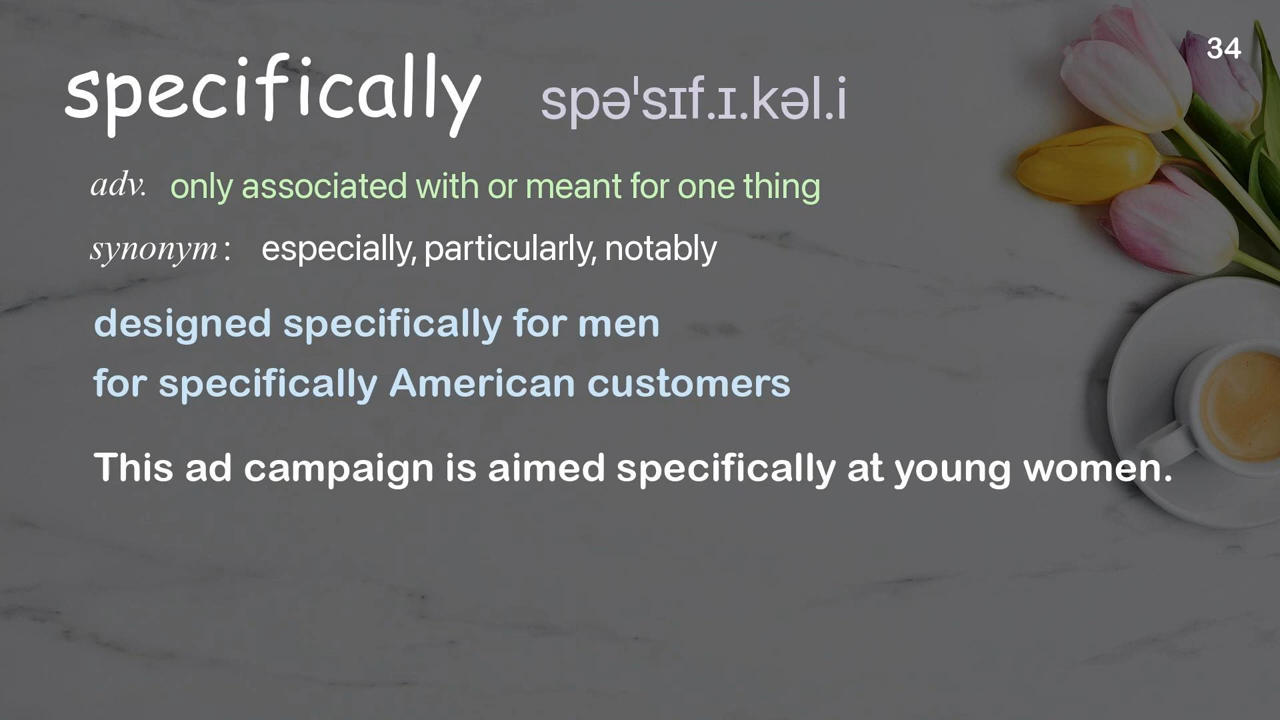 34
specifically spəˈsɪf.ɪ.kəl.i
adv. only associated with or meant for one thing
synonym: especially, particularly, notably
designed specifically for men
for specifically American customers
This ad campaign is aimed specifically at young women.